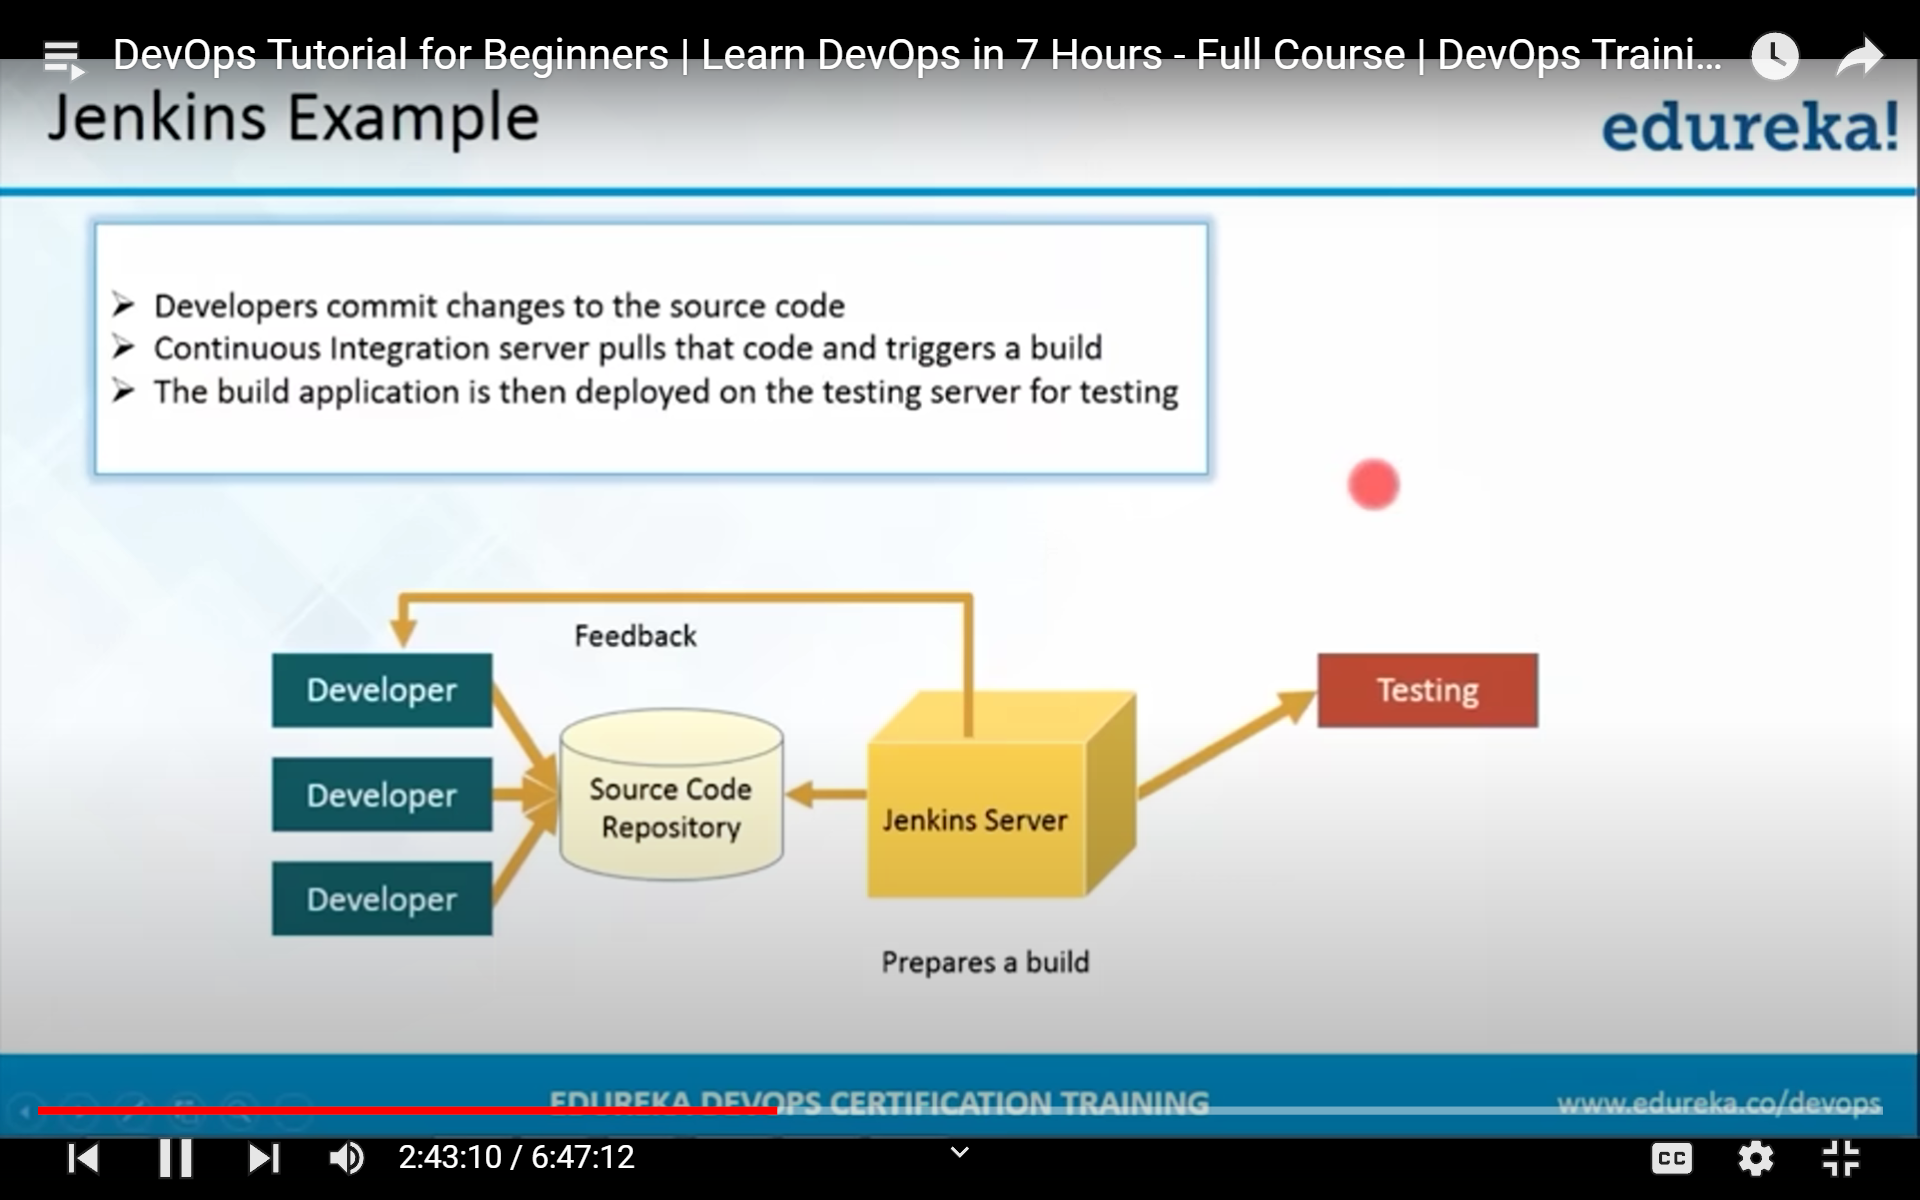 DevOps Tutorial for Beginners | Learn DevOps in 7 Hours - Full Course | DevOps Traini...
Jenkins Example
edureka!
➢ Developers commit changes to the source code
➢ Continuous Integration server pulls that code and triggers a build
➢ The build application is then deployed on the testing server for testing
Feedback
Developer
Developer
Developer
Source Code
Repository
Jenkins Server
Testing
Prepares a build
EDUREKA DEVOPS CERTIFICATION TRAINING
www.edureka.co/devops
2:43:10 / 6:47:12
CC